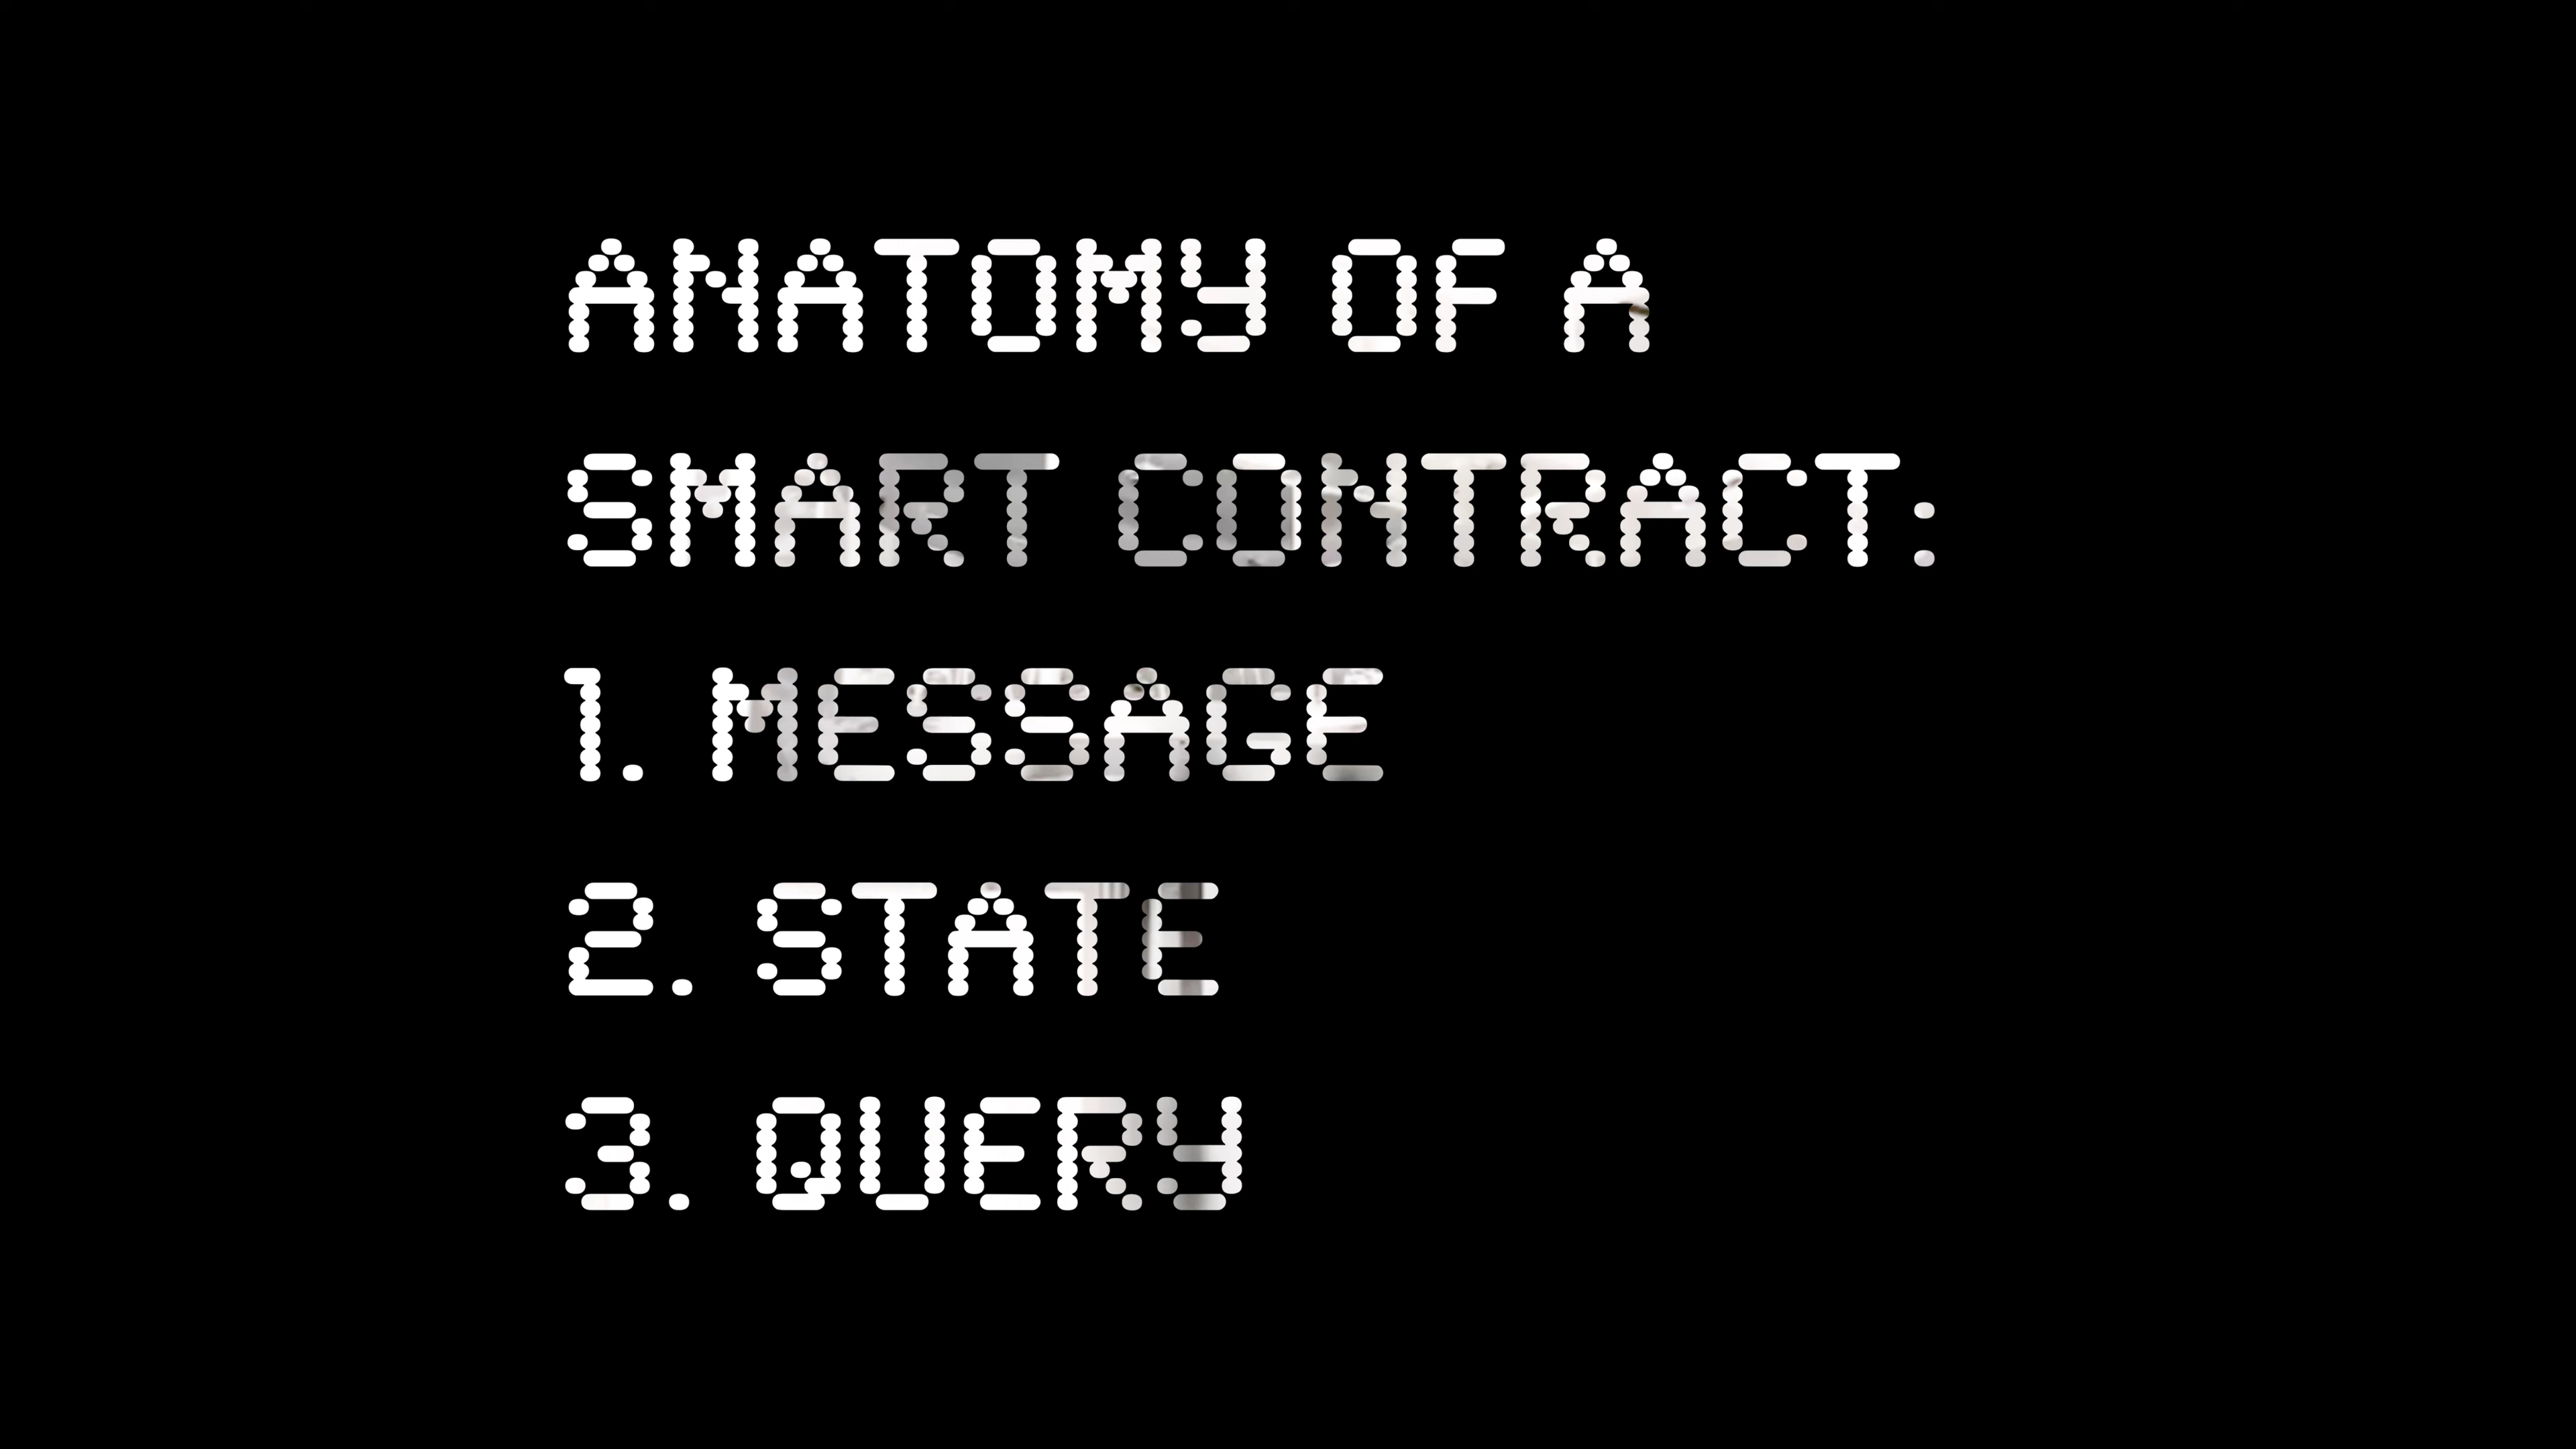 ANATOMY OF A
SMART CONTRACT:
1. MESSAGE
2. STATE
3. QUERY